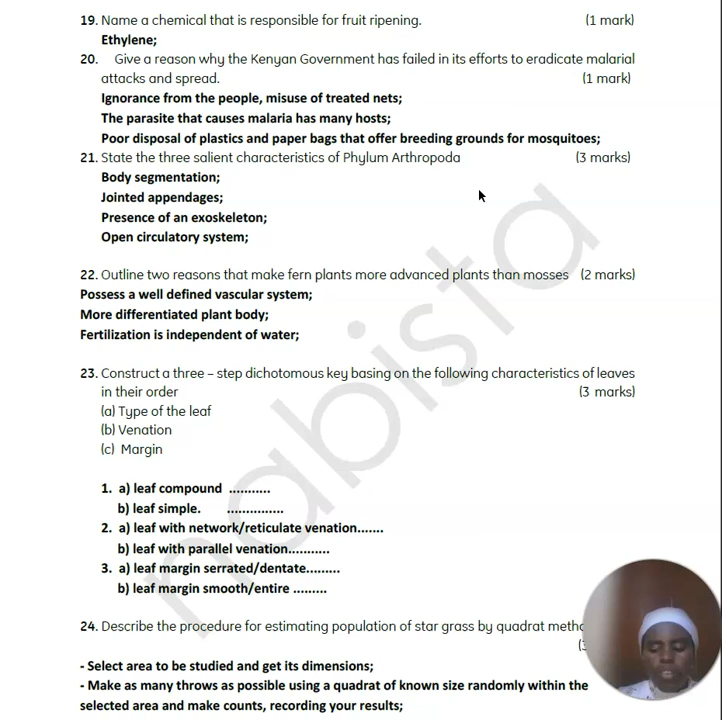 19. Name a chemical that is responsible for fruit ripening. (1 mark)
Ethylene;
20. Give a reason why the Kenyan Government has failed in its efforts to eradicate malarial
attacks and spread. (1 mark)
Ignorance from the people, misuse of treated nets;
The parasite that causes malaria has many hosts;
Poor disposal of plastics and paper bags that offer breeding grounds for mosquitoes;
21. State the three salient characteristics of Phylum Arthropoda (3 marks)
Body segmentation;
Jointed appendages;
Presence of an exoskeleton;
Open circulatory system;
22. Outline two reasons that make fern plants more advanced plants than mosses (2 marks)
Possess a well defined vascular system;
More differentiated plant body;
Fertilization is independent of water;
23. Construct a three – step dichotomous key basing on the following characteristics of leaves
in their order (3 marks)
(a) Type of the leaf
(b) Venation
(c) Margin
1. a) leaf compound ...........
b) leaf simple. ...............
2. a) leaf with network/reticulate venation.......
b) leaf with parallel venation...........
3. a) leaf margin serrated/dentate.........
b) leaf margin smooth/entire .........
24. Describe the procedure for estimating population of star grass by quadrat
- Select area to be studied and get its dimensions;
- Make as many throws as possible using a quadrat of known size randomly within the
selected area and make counts, recording your results;
nabista